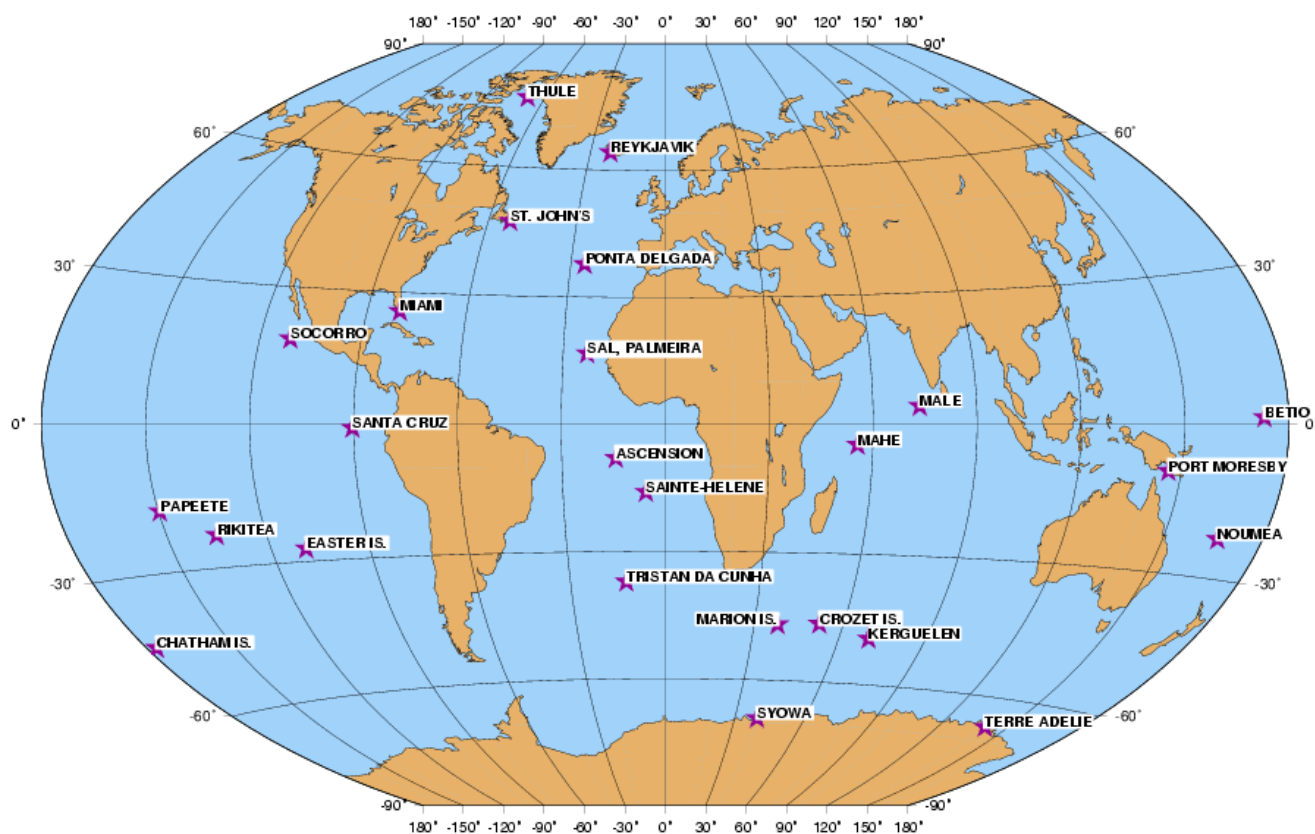 180° -150° -120° -90° -60° -30° 0 30° 60° 90° 120° 150° 180°
90° 90°
THULE
60° 60°
REYKJAVIK
ST. JOHN'S
PONTA DELGADA
30° 30°
MIAMI
SOCORRO
SAL, PALMEIRA
MALE
BETIO
SANTA CRUZ
0° 0
MAHE
ASCENSION
PORT MORESBY
SAINTE-HELENE
PAPEETE
RIKITEA
NOUMEA
EASTER IS.
TRISTAN DA CUNHA
-30° -30°
MARION IS. CROZET IS.
KERGUELEN
CHATHAM IS.
SYOWA
-60° -60°
TERRE ADELIE
-90° -90°
180° -150° -120° -90° -60° -30° 0 30° 60° 90° 120° 150° 180°